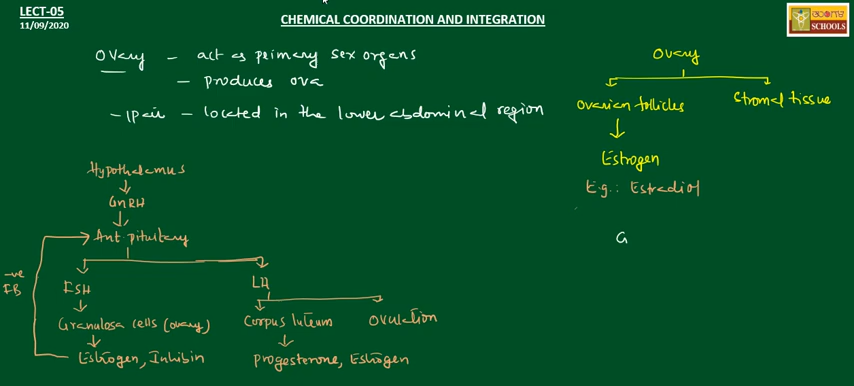 LECT-05
11/09/2020
CHEMICAL COORDINATION AND INTEGRATION
SCHOOLS
Ovary - act as primary sex organs
- produces ova
- 1pair - located in the lower abdominal region
Ovary
Ovarian follicles
Stromal tissue
Estrogen
E.g.: Estradiol
G
Hypothalamus
GnRH
Ant pituitary
-ve
FB
FSH
LH
Granulosa cells (ovary)
Corpus luteum
Ovulation
Estrogen, Inhibin
Progesterone, Estrogen